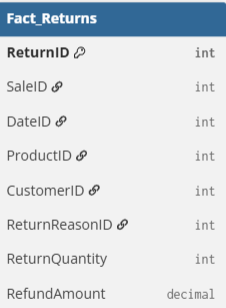 Fact_Returns
ReturnID int
SaleID int
DateID int
ProductID int
CustomerID int
ReturnReasonID int
ReturnQuantity int
RefundAmount decimal